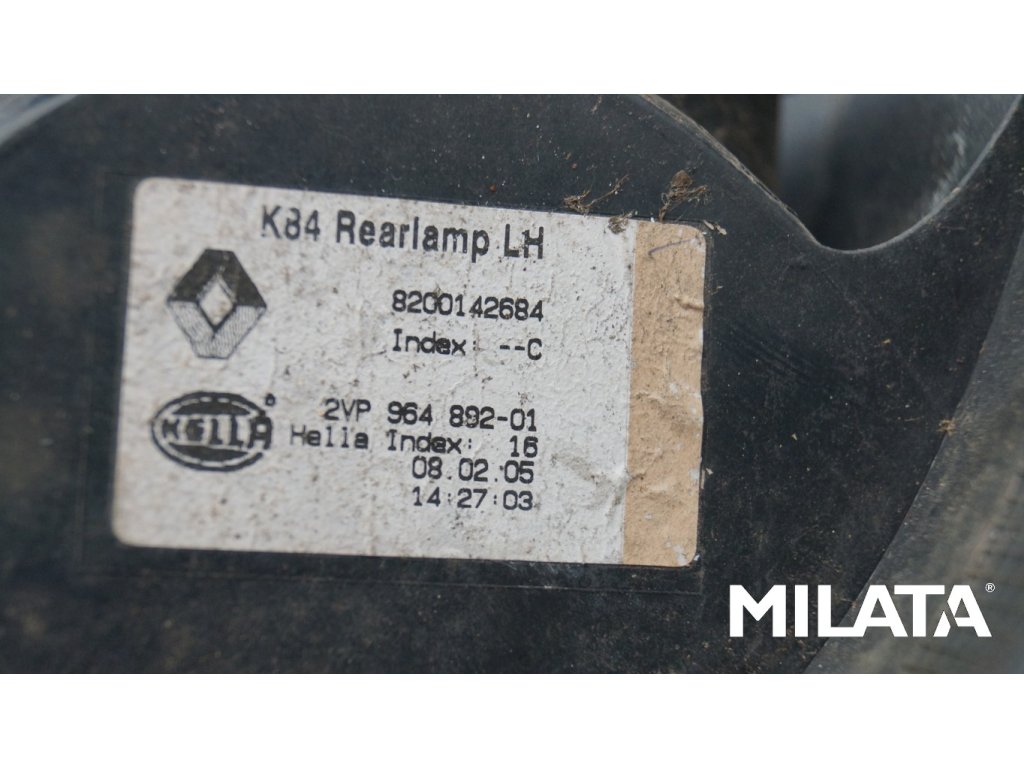 K84 Rearlamp LH
8200142684
Index: --C
HELLA®
2VP 964 892-01
Hella Index: 16
08.02.05
14:27:03
MILATA®